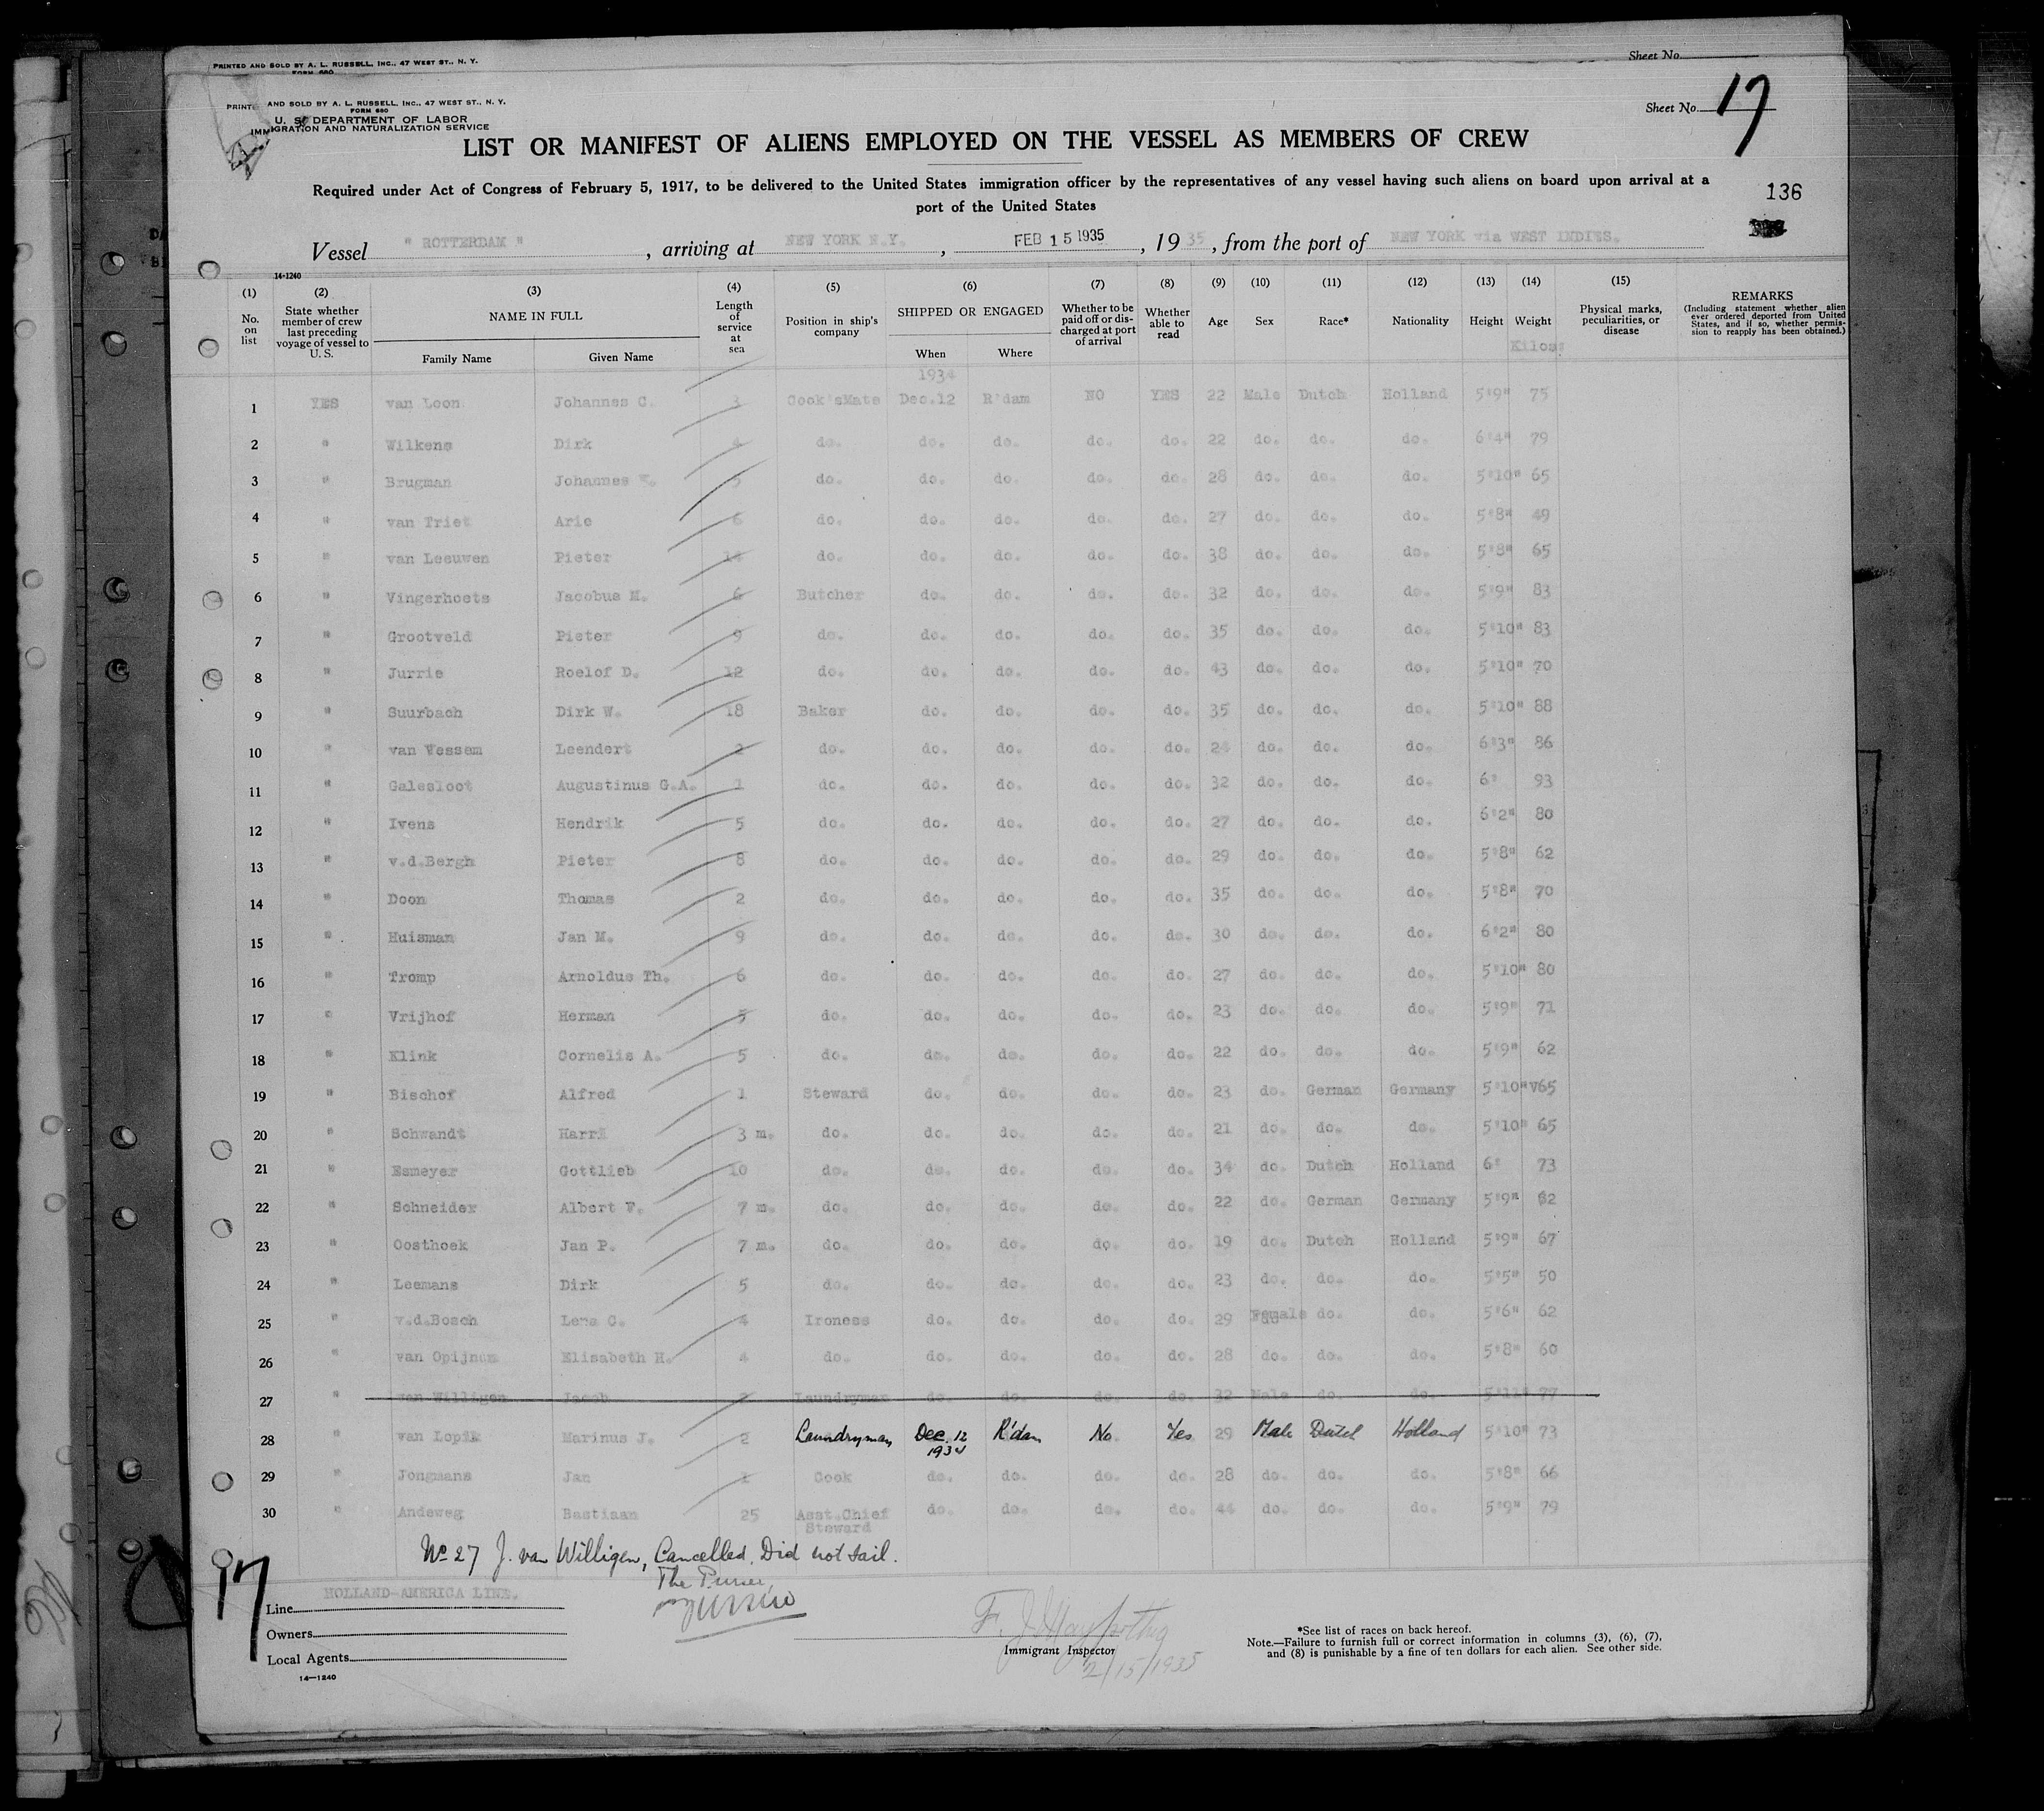 PRINTED AND SOLD BY A. L. RUSSELL, INC., 47 WEST ST., N. Y.
FORM 680
Sheet No.
PRINTED AND SOLD BY A. L. RUSSELL, INC., 47 WEST ST., N. Y.
FORM 680
U. S. DEPARTMENT OF LABOR
IMMIGRATION AND NATURALIZATION SERVICE
Sheet No. 17
LIST OR MANIFEST OF ALIENS EMPLOYED ON THE VESSEL AS MEMBERS OF CREW
Required under Act of Congress of February 5, 1917, to be delivered to the United States immigration officer by the representatives of any vessel having such aliens on board upon arrival at a
port of the United States
136
Vessel " ROTTERDAM " , arriving at NEW YORK N.Y. , FEB 15 1935 , 19 35 , from the port of NEW YORK via WEST INDIES.
14-1240
(1) No. on list (2) State whether member of crew last preceding voyage of vessel to U. S. (3) NAME IN FULL Family Name Given Name (4) Length of service at sea (5) Position in ship's company (6) SHIPPED OR ENGAGED When Where (7) Whether to be paid off or discharged at port of arrival (8) Whether able to read (9) Age (10) Sex (11) Race* (12) Nationality (13) Height (14) Weight Kilos (15) Physical marks, peculiarities, or disease REMARKS (Including statement whether alien ever ordered deported from United States, and if so, whether permission to reapply has been obtained.)
1934
1 YES van Loon Johannes C. 3 Cook'sMate Dec.12 R'dam NO YES 22 Male Dutch Holland 5'9" 75
2 " Wilkens Dirk 4 do. do. do. do. do. 22 do. do. do. 6'4" 79
3 " Brugman Johannes 5 do. do. do. do. do. 28 do. do. do. 5'10" 65
4 " van Triet Arie 6 do. do. do. do. do. 27 do. do. do. 5'8" 49
5 " van Leeuwen Pieter 14 do. do. do. do. do. 38 do. do. do. 5'8" 65
6 " Vingerhoets Jacobus M. 6 Butcher do. do. do. do. 32 do. do. do. 5'9" 83
7 " Grootveld Pieter 9 do. do. do. do. do. 35 do. do. do. 5'10" 83
8 " Jurrie Roelof D. 12 do. do. do. do. do. 43 do. do. do. 5'10" 70
9 " Suurbach Dirk W. 18 Baker do. do. do. do. 35 do. do. do. 5'10" 88
10 " van Wessem Leendert 2 do. do. do. do. do. 24 do. do. do. 6'3" 86
11 " Galesloot Augustinus G.A. 1 do. do. do. do. do. 32 do. do. do. 6' 93
12 " Ivens Hendrik 5 do. do. do. do. do. 27 do. do. do. 6'2" 80
13 " v.d.Bergh Pieter 8 do. do. do. do. do. 29 do. do. do. 5'8" 62
14 " Doon Thomas 2 do. do. do. do. do. 35 do. do. do. 5'8" 70
15 " Huisman Jan M. 9 do. do. do. do. do. 30 do. do. do. 6'2" 80
16 " Tromp Arnoldus Th. 6 do. do. do. do. do. 27 do. do. do. 5'10" 80
17 " Vrijhof Herman 5 do. do. do. do. do. 23 do. do. do. 5'9" 71
18 " Klink Cornelis A. 5 do. do. do. do. do. 22 do. do. do. 5'9" 62
19 " Bischof Alfred 1 Steward do. do. do. do. 23 do. German Germany 5'10" v65
20 " Schwandt Harri 3 m. do. do. do. do. do. 21 do. do. do. 5'10" 65
21 " Esmeyer Gottlieb 10 do. do. do. do. do. 34 do. Dutch Holland 6' 73
22 " Schneider Albert F. 7 m. do. do. do. do. do. 22 do. German Germany 5'9" 62
23 " Oosthoek Jan P. 7 m. do. do. do. do. do. 19 do. Dutch Holland 5'9" 67
24 " Leemans Dirk 5 do. do. do. do. do. 23 do. do. do. 5'5" 50
25 " v.d.Bosch Lena C. 4 Ironess do. do. do. do. 29 Female do. do. 5'6" 62
26 " van Opijnen Elisabeth H. 4 do. do. do. do. do. 28 do. do. do. 5'8" 60
27 " van Willigen Jacob 2 Laundryman do. do. do. do. 32 Male do. do. 5'11" 77
28 " van Lopik Marinus J. 2 Laundryman Dec. 12 1934 R'dam No. Yes 29 Male Dutch Holland 5'10" 73
29 " Jongmans Jan 1 Cook do. do. do. do. 28 do. do. do. 5'8" 66
30 " Andeweg Bastiaan 25 Asst.Chief Steward do. do. do. do. 44 do. do. do. 5'9" 79
No 27 J. van Willigen, Cancelled, Did not sail.
The Purser,
17
Line HOLLAND-AMERICA LINE.
Owners
Local Agents
14—1240
Immigrant Inspector
2/15/1935
*See list of races on back hereof.
Note.—Failure to furnish full or correct information in columns (3), (6), (7),
and (8) is punishable by a fine of ten dollars for each alien. See other side.